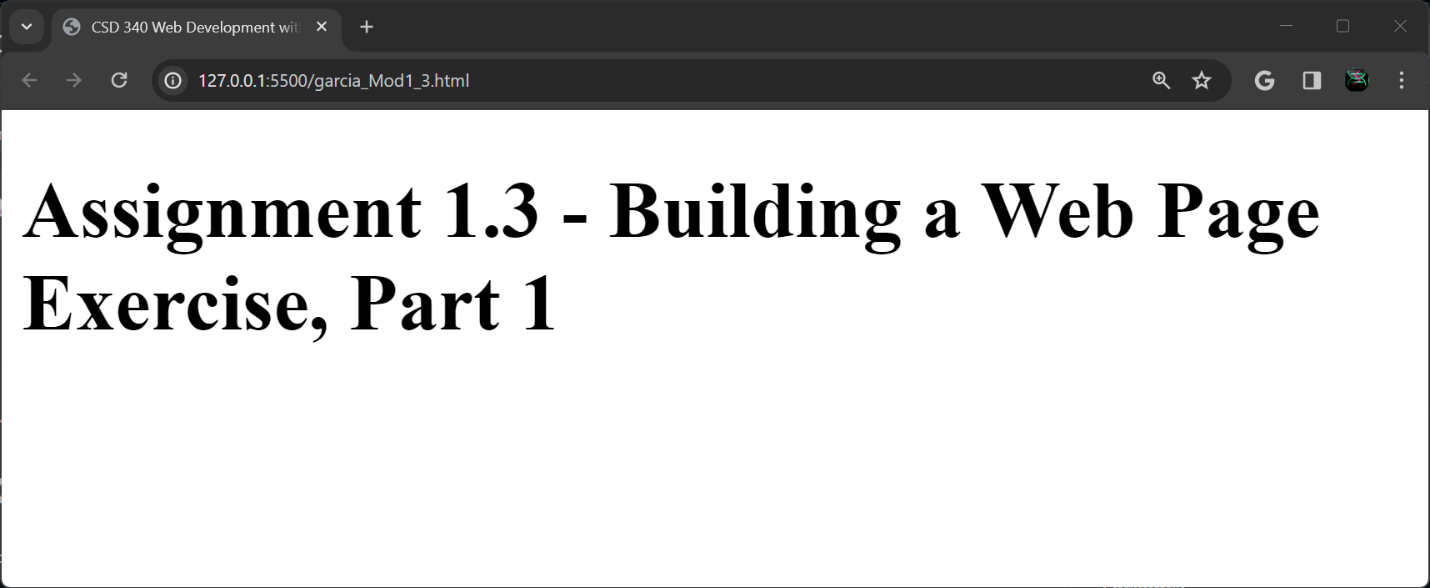 CSD 340 Web Development wit
127.0.0.1:5500/garcia_Mod1_3.html
Assignment 1.3 - Building a Web Page
Exercise, Part 1